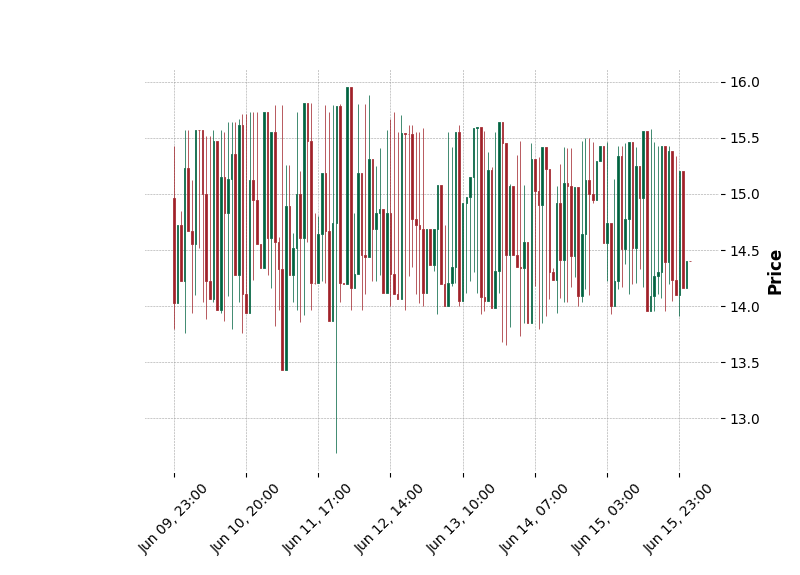 16.0
15.5
15.0
14.5
14.0
13.5
13.0
Price
Jun 09, 23:00
Jun 10, 20:00
Jun 11, 17:00
Jun 12, 14:00
Jun 13, 10:00
Jun 14, 07:00
Jun 15, 03:00
Jun 15, 23:00